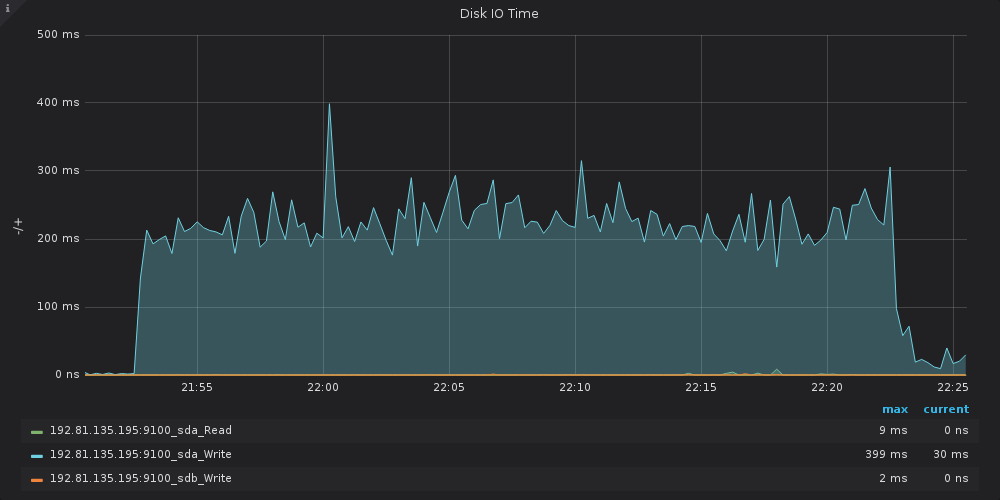 i
Disk IO Time
500 ms
400 ms
300 ms
200 ms
100 ms
0 ns
-/+
21:55 22:00 22:05 22:10 22:15 22:20 22:25
max current
192.81.135.195:9100_sda_Read 9 ms 0 ns
192.81.135.195:9100_sda_Write 399 ms 30 ms
192.81.135.195:9100_sdb_Write 2 ms 0 ns